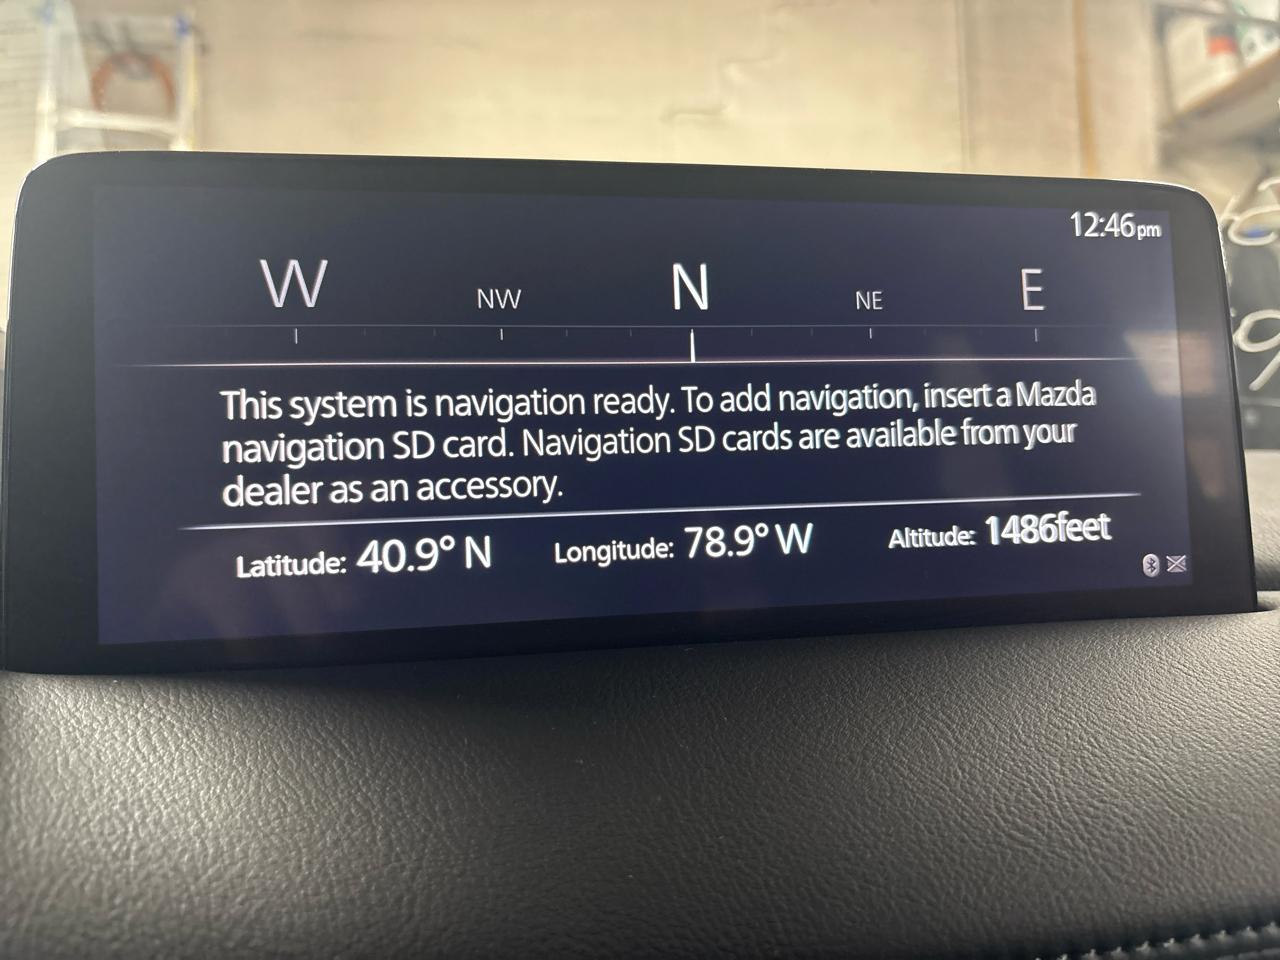 12:46pm
W NW N NE E
This system is navigation ready. To add navigation, insert a Mazda
navigation SD card. Navigation SD cards are available from your
dealer as an accessory.
Latitude: 40.9° N Longitude: 78.9° W Altitude: 1486feet